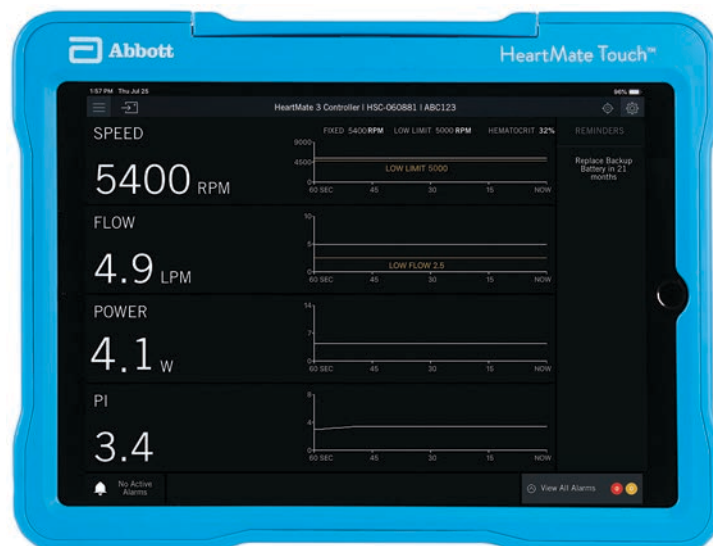 Abbott
HeartMate Touch™
1:57 PM Thu Jul 25
96%
HeartMate 3 Controller | HSC-060881 | ABC123
SPEED
5400 RPM
FIXED 5400 RPM LOW LIMIT 5000 RPM HEMATOCRIT 32%
9000
4500
LOW LIMIT 5000
0
60 SEC 45 30 15 NOW
REMINDERS
Replace Backup
Battery in 21
months
FLOW
4.9 LPM
10
5
LOW FLOW 2.5
0
60 SEC 45 30 15 NOW
POWER
4.1 W
14
7
0
60 SEC 45 30 15 NOW
PI
3.4
8
4
0
60 SEC 45 30 15 NOW
No Active
Alarms
View All Alarms 0 0